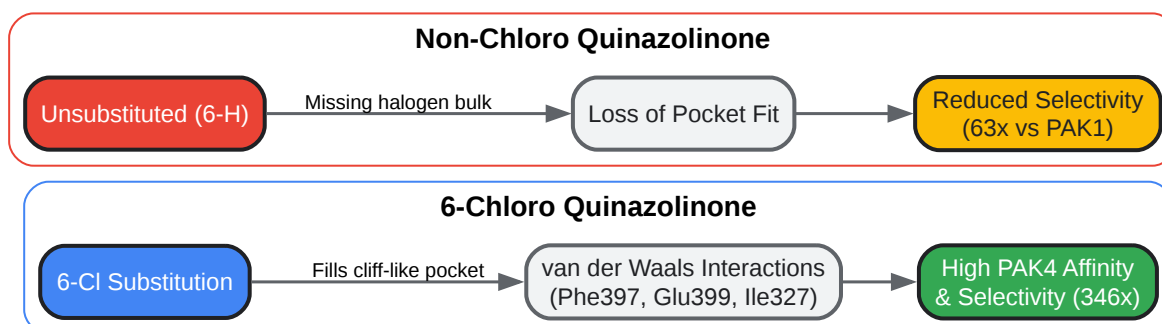 Non-Chloro Quinazolinone
Unsubstituted (6-H)
Missing halogen bulk
Loss of Pocket Fit
Reduced Selectivity
(63x vs PAK1)
6-Chloro Quinazolinone
6-Cl Substitution
Fills cliff-like pocket
van der Waals Interactions
(Phe397, Glu399, Ile327)
High PAK4 Affinity
& Selectivity (346x)